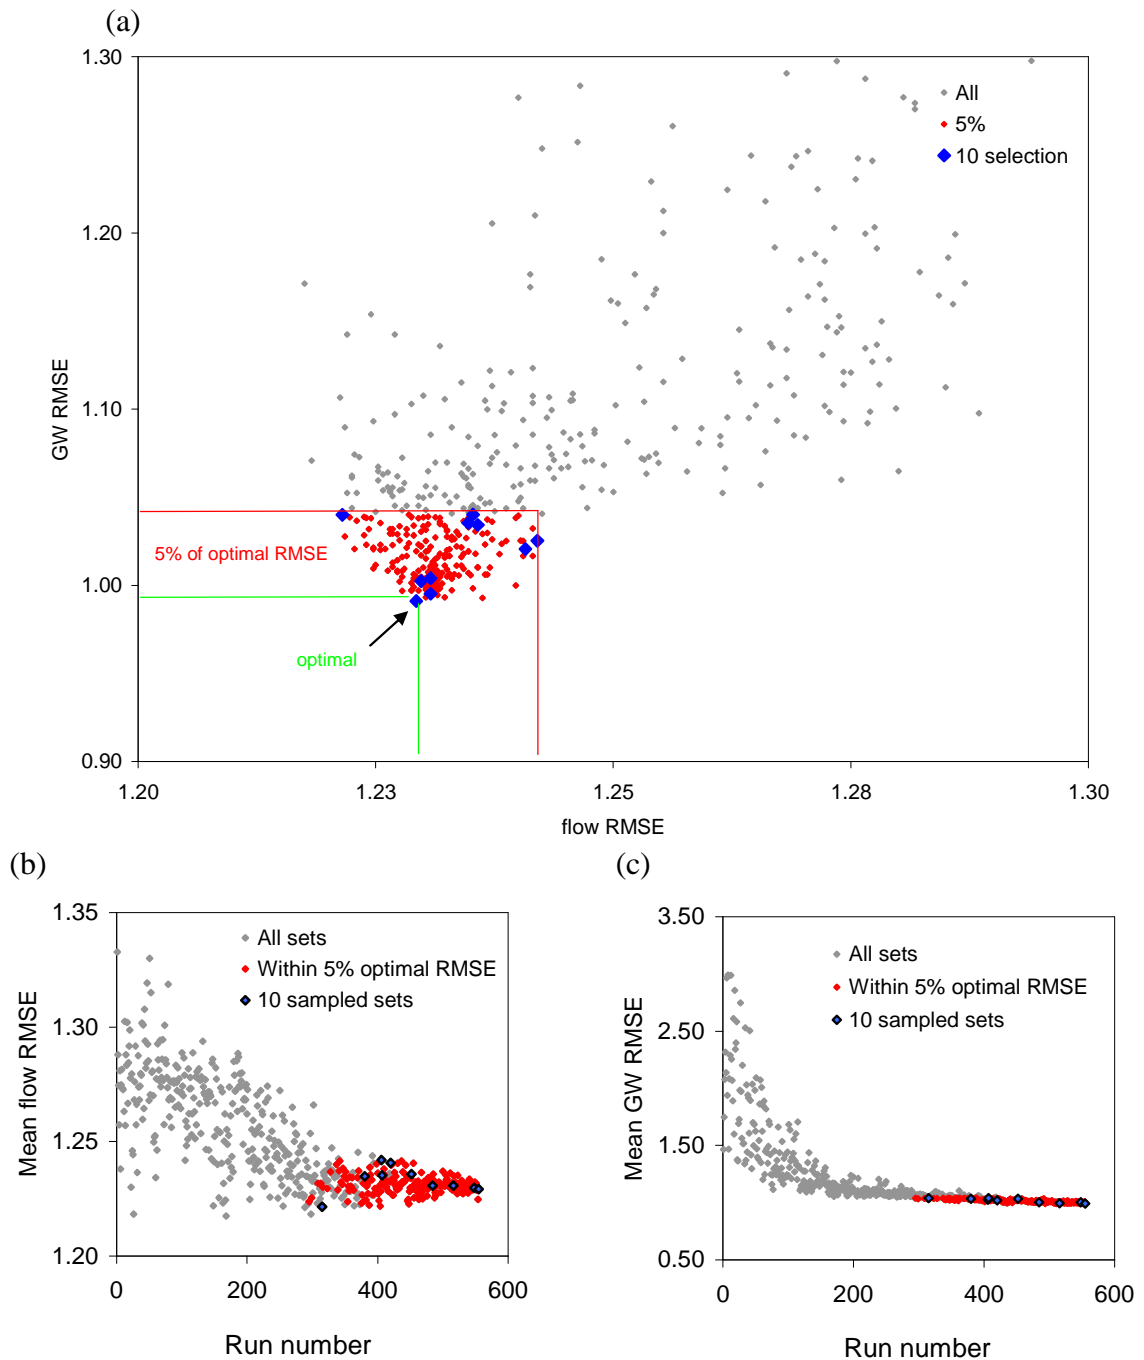 (a)
1.30
1.20
1.10
1.00
0.90
GW RMSE
All
5%
10 selection
5% of optimal RMSE
optimal
1.20
1.23
1.25
1.28
1.30
flow RMSE
(b)
1.35
1.30
1.25
1.20
Mean flow RMSE
All sets
Within 5% optimal RMSE
10 sampled sets
0
200
400
600
Run number
(c)
3.50
2.50
1.50
0.50
Mean GW RMSE
All sets
Within 5% optimal RMSE
10 sampled sets
0
200
400
600
Run number